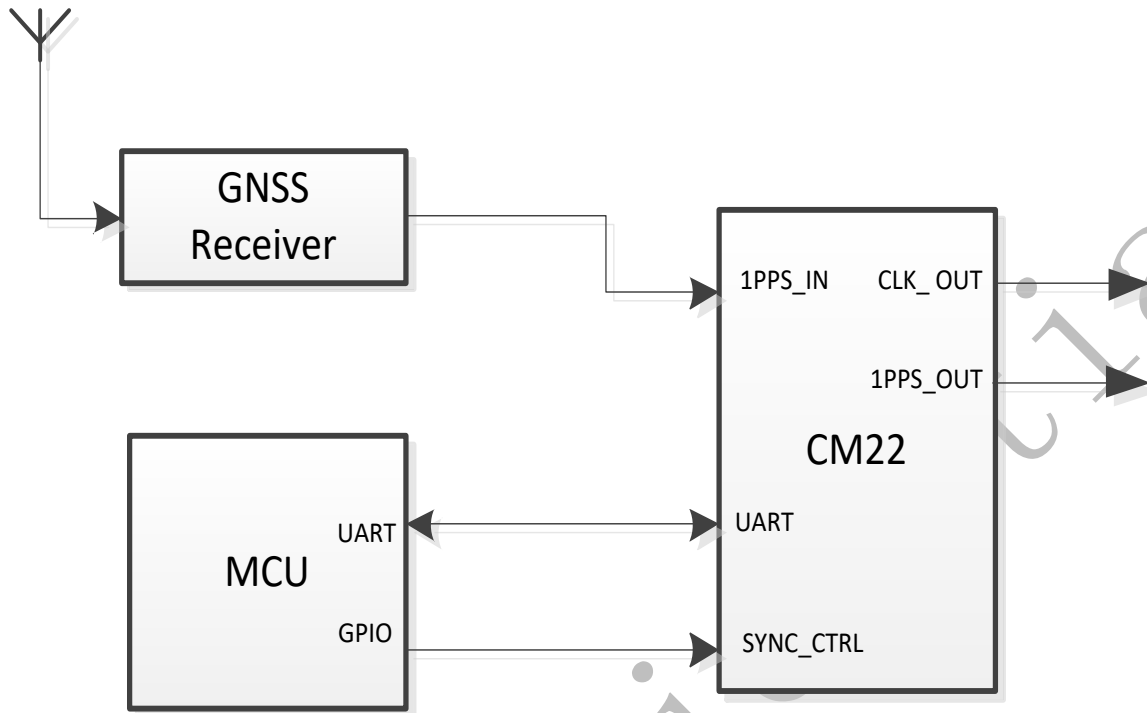 GNSS
Receiver
1PPS_IN
CLK_ OUT
1PPS_OUT
CM22
UART
SYNC_CTRL
UART
MCU
GPIO